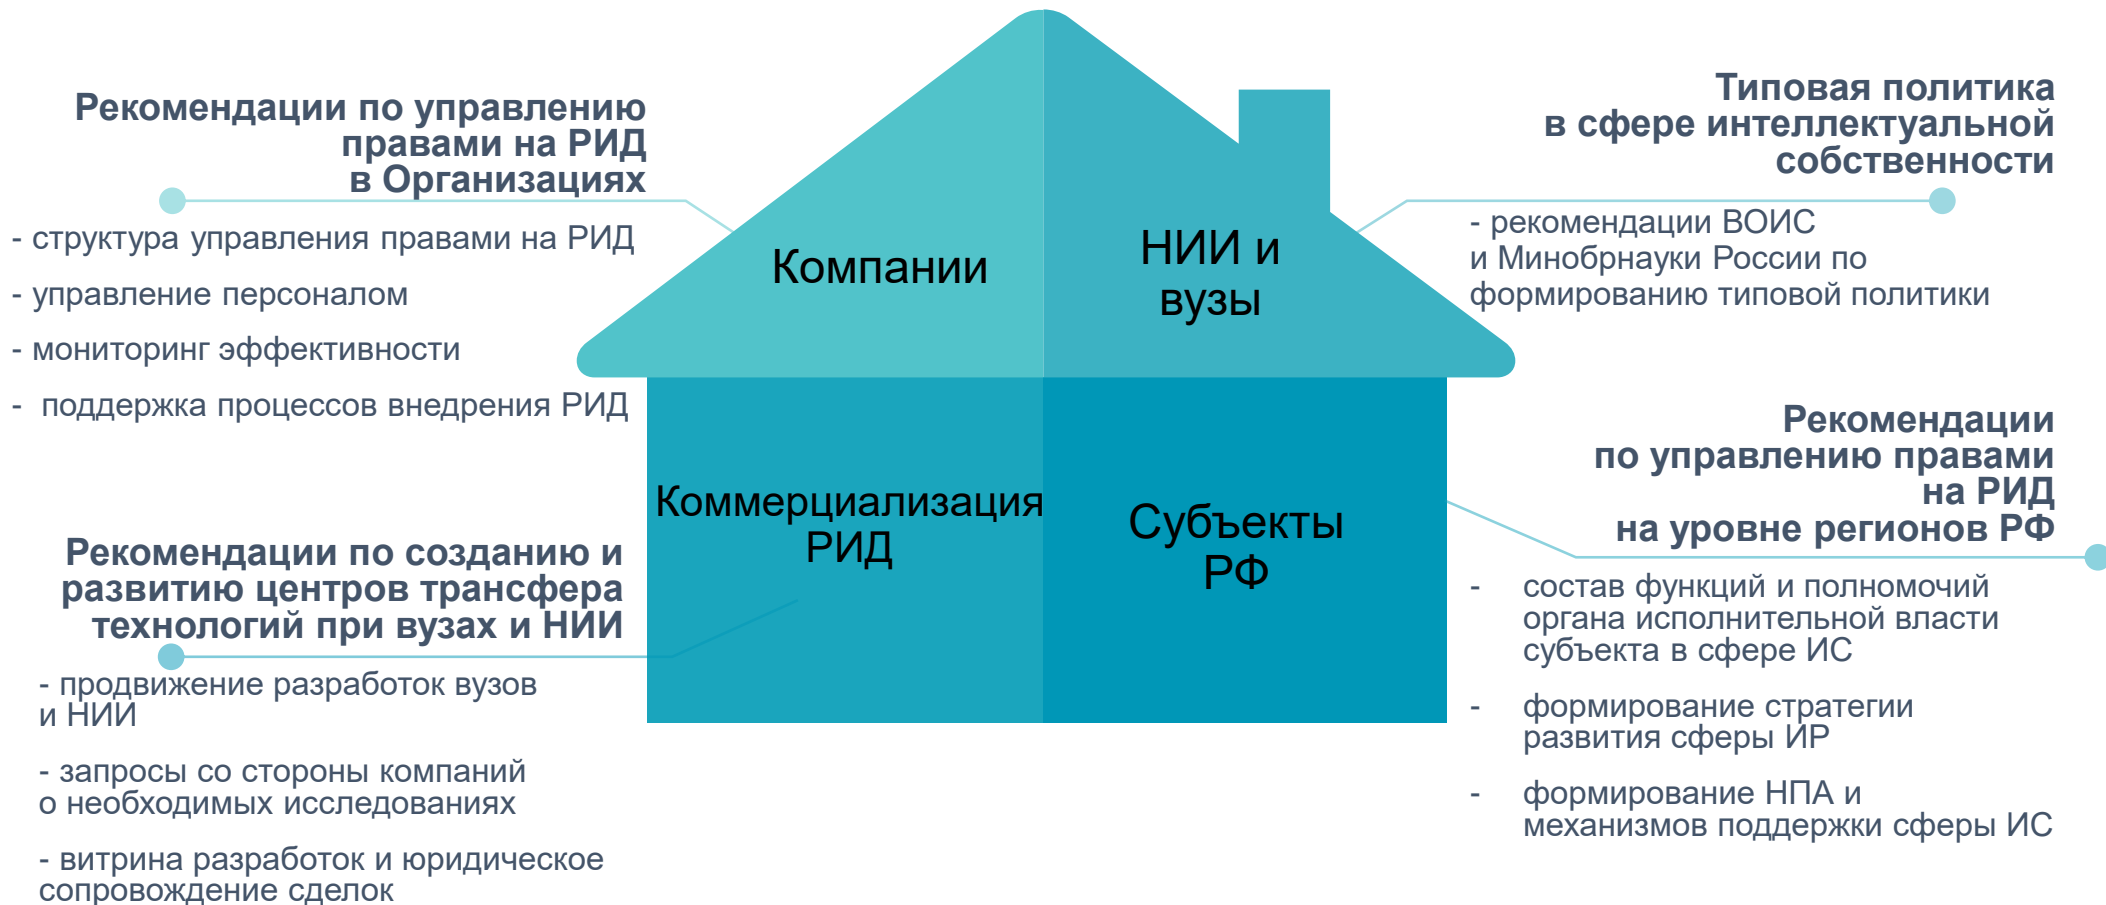 Рекомендации по управлению
правами на РИД
в Организациях
- структура управления правами на РИД
- управление персоналом
- мониторинг эффективности
- поддержка процессов внедрения РИД
Компании
НИИ и
вузы
Типовая политика
в сфере интеллектуальной
собственности
- рекомендации ВОИС
и Минобрнауки России по
формированию типовой политики
Рекомендации по созданию и
развитию центров трансфера
технологий при вузах и НИИ
- продвижение разработок вузов
и НИИ
- запросы со стороны компаний
о необходимых исследованиях
- витрина разработок и юридическое
сопровождение сделок
Коммерциализация
РИД
Субъекты
РФ
Рекомендации
по управлению правами
на РИД
на уровне регионов РФ
- состав функций и полномочий
органа исполнительной власти
субъекта в сфере ИС
- формирование стратегии
развития сферы ИР
- формирование НПА и
механизмов поддержки сферы ИС